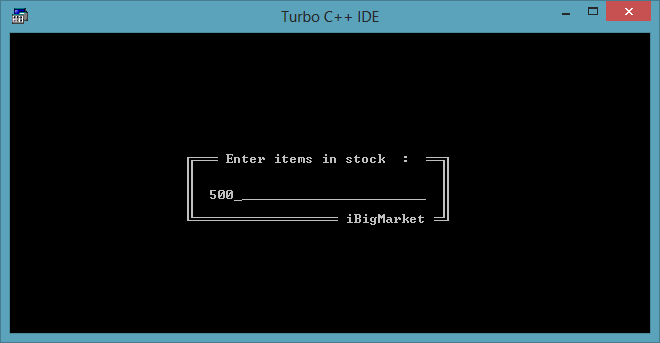 Turbo C++ IDE
Enter items in stock  :
500_
iBigMarket